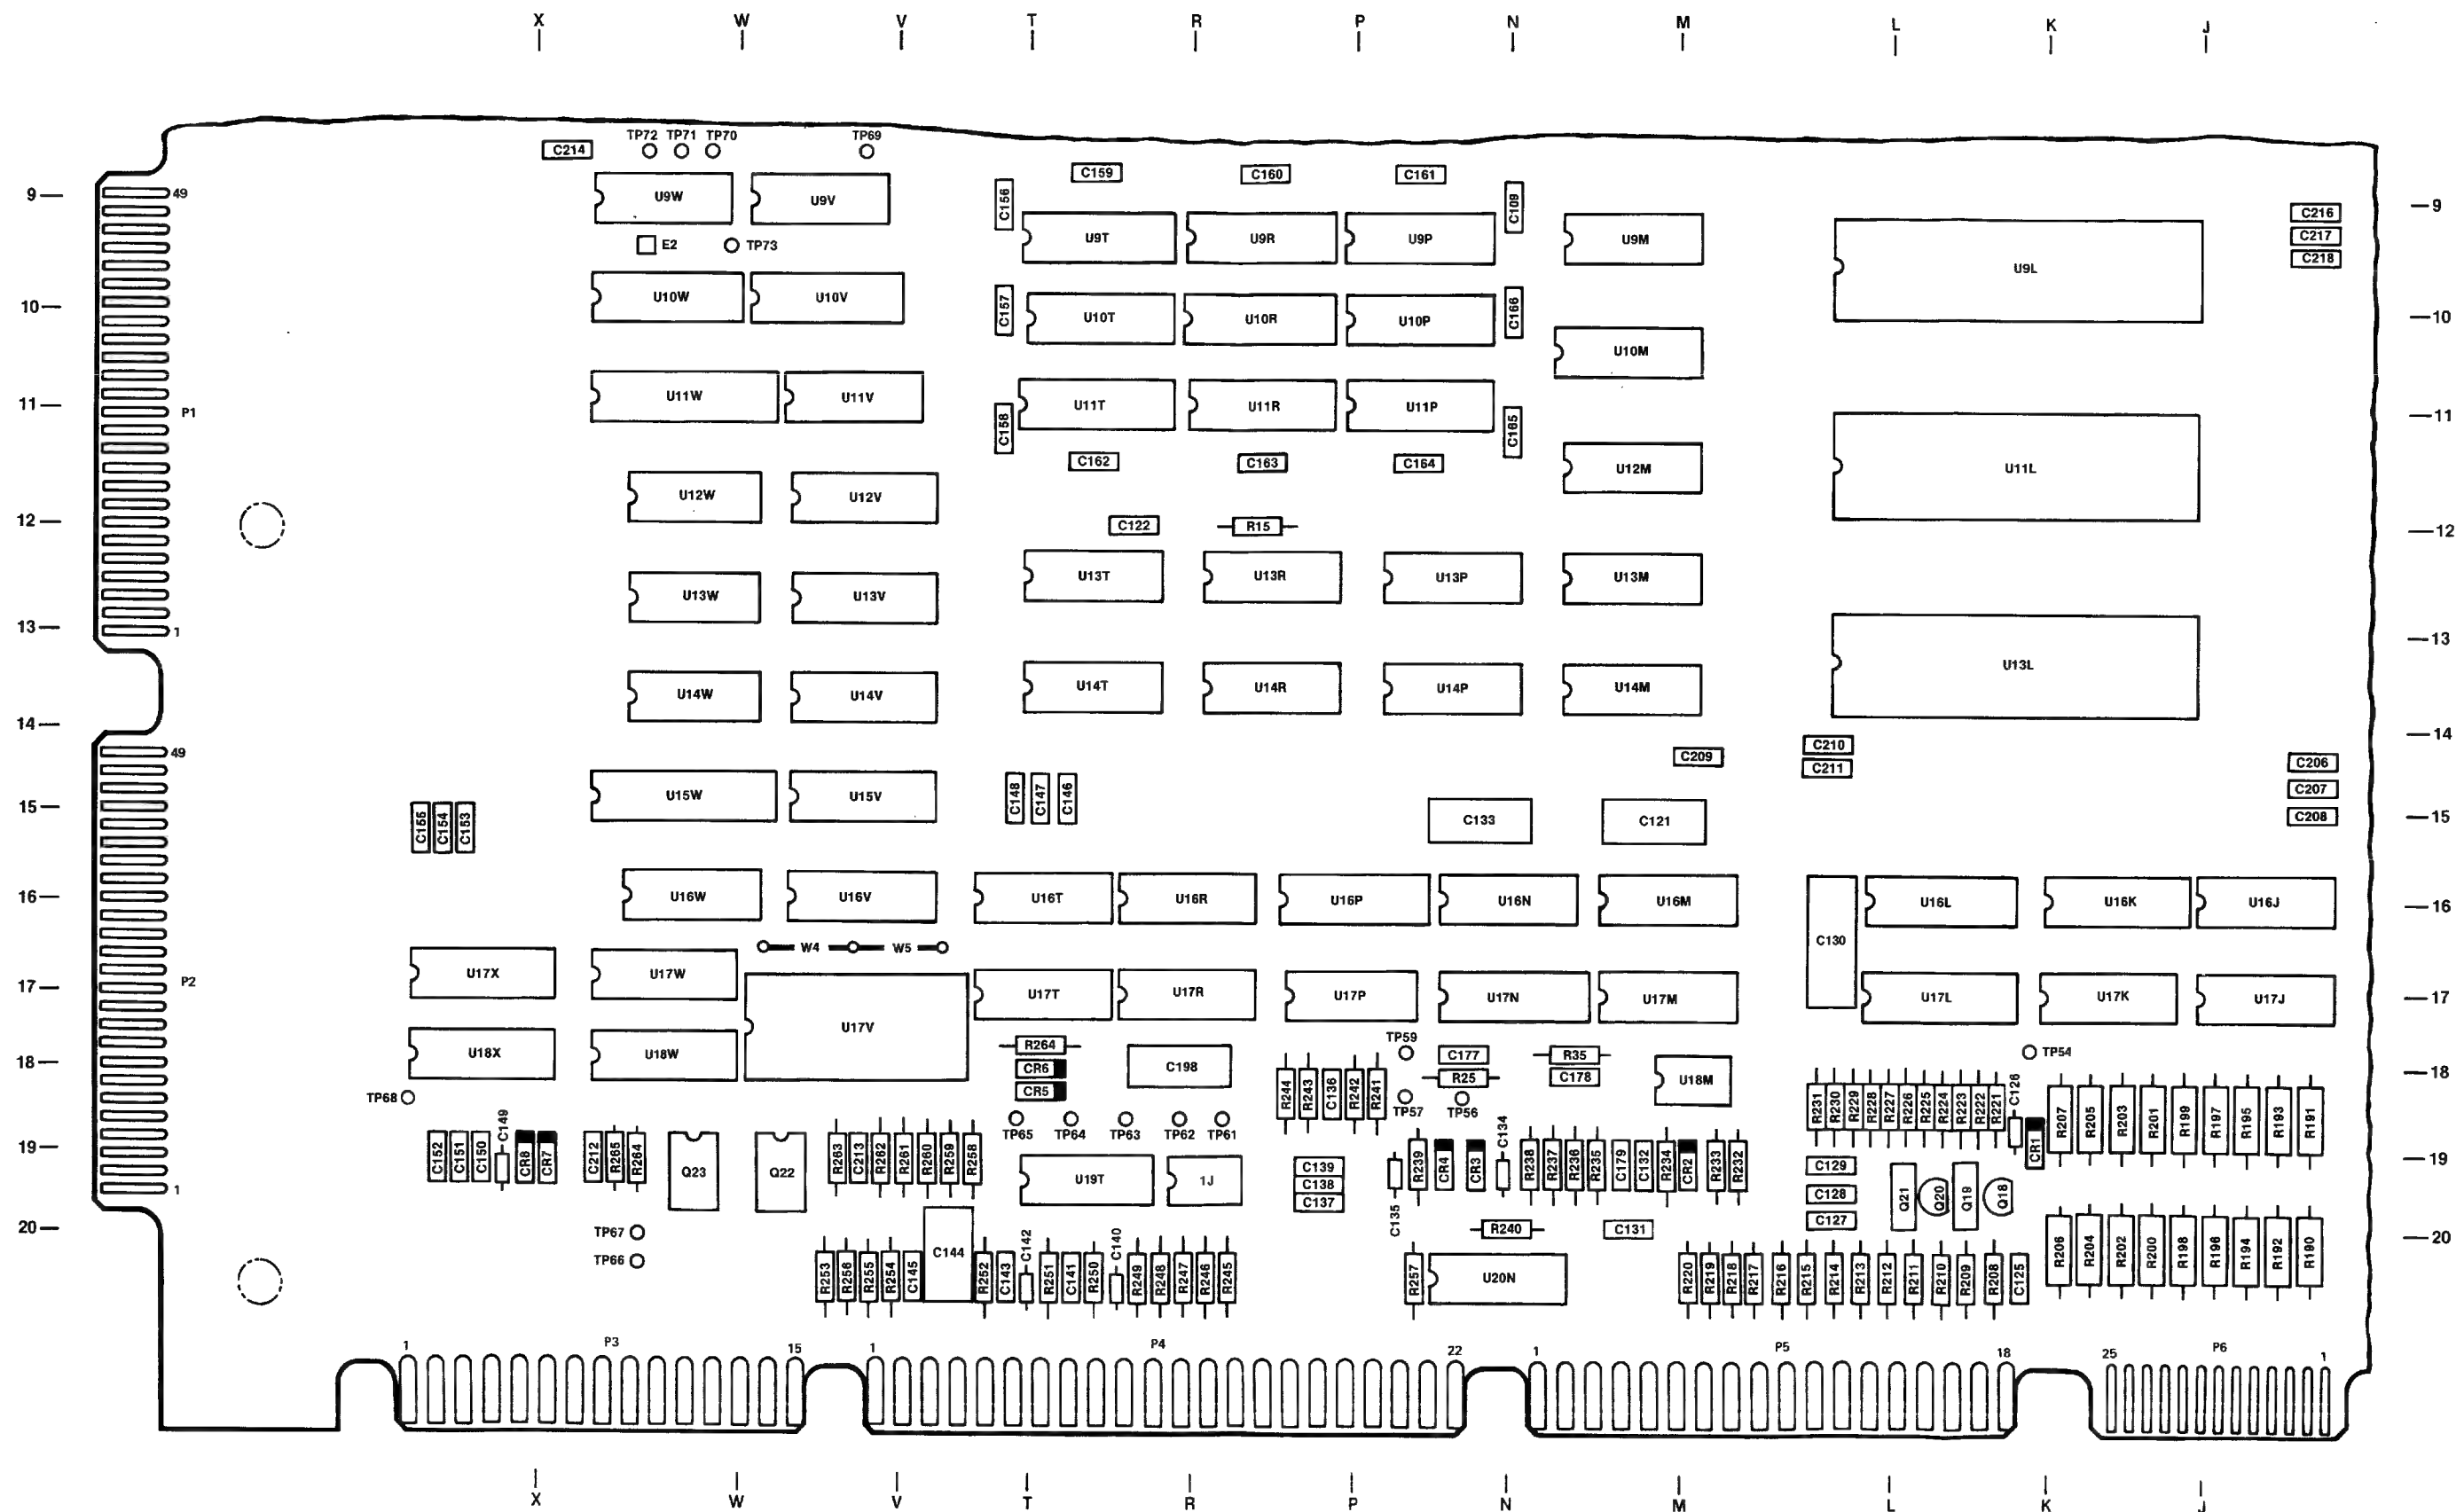 X W V T R P N M L K J
TP72 TP71 TP70 TP69
C214
C159 C160 C161
9 49 U9W U9V C156 C109 9
C216
E2 TP73 U9T U9R U9P U9M C217
C218
U9L
10 U10W U10V C157 U10T U10R U10P C166 10
U10M
11 P1 U11W U11V C158 U11T U11R U11P C165 11
C162 C163 C164 U12M U11L
U12W U12V
12 C122 R15 12
U13T U13R U13P U13M
U13W U13V
13 1 13
U13L
U14W U14V U14T U14R U14P U14M
14 14
49 C209 C210
C211 C206
U15W U15V C148 C147 C146 C207
15 C155 C154 C153 C133 C121 C208 15
16 U16W U16V U16T U16R U16P U16N U16M U16L U16K U16J 16
W4 W5 C130
U17X U17W
17 P2 U17T U17R U17P U17N U17M U17L U17K U17J 17
U17V
R264 TP59 C177 R35 TP54
18 U18X U18W CR6 C198 R25 C178 U18M 18
CR5
TP68 R244 R243 C136 R242 R241 TP57 TP56 R231 R230 R229 R228 R227 R226 R225 R224 R223 R222 R221 C126 R207 R205 R203 R201 R199 R197 R195 R193 R191
TP65 TP64 TP63 TP62 TP61
19 C152 C151 C150 C149 CR8 CR7 C212 R265 R264 Q23 Q22 R263 C213 R262 R261 R260 R259 R258 C134 CR1 19
U19T 1J C139 R239 CR4 CR3 R238 R237 R236 R235 C179 C132 R234 CR2 R233 R232 C129
C138
1 C137 C135 C128 Q21 Q20 Q19 Q18
20 TP67 R240 C131 C127 20
TP66 R253 R256 R255 R254 C145 C144 R252 C143 C142 R251 C141 R250 C140 R249 R248 R247 R246 R245 R257 U20N R220 R219 R218 R217 R216 R215 R214 R213 R212 R211 R210 R209 R208 C125 R206 R204 R202 R200 R198 R196 R194 R192 R190
1 P3 15 1 P4 22 1 P5 18 25 P6 1
X W V T R P N M L K J